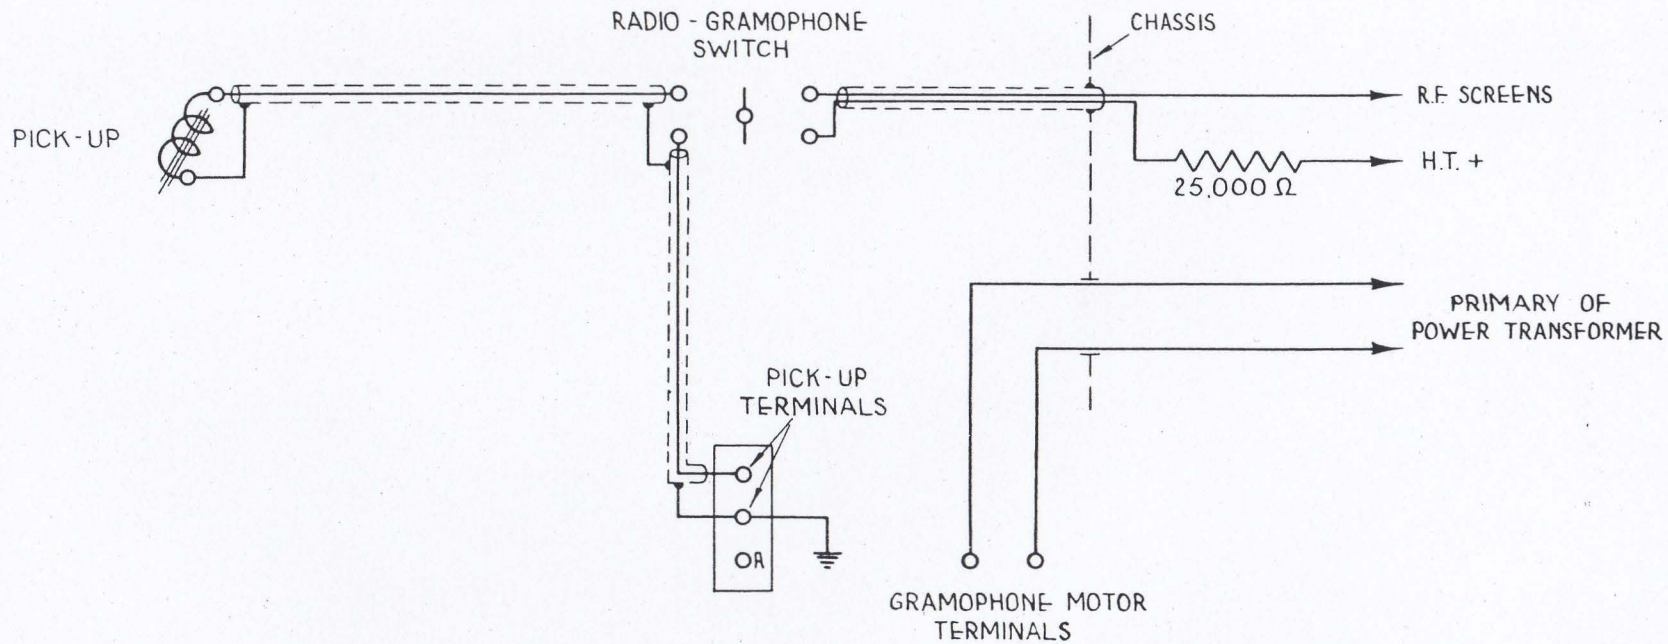 RADIO - GRAMOPHONE
SWITCH
CHASSIS
PICK-UP
R.F. SCREENS
H.T. +
25,000 Ω
PRIMARY OF
POWER TRANSFORMER
PICK-UP
TERMINALS
A
GRAMOPHONE MOTOR
TERMINALS